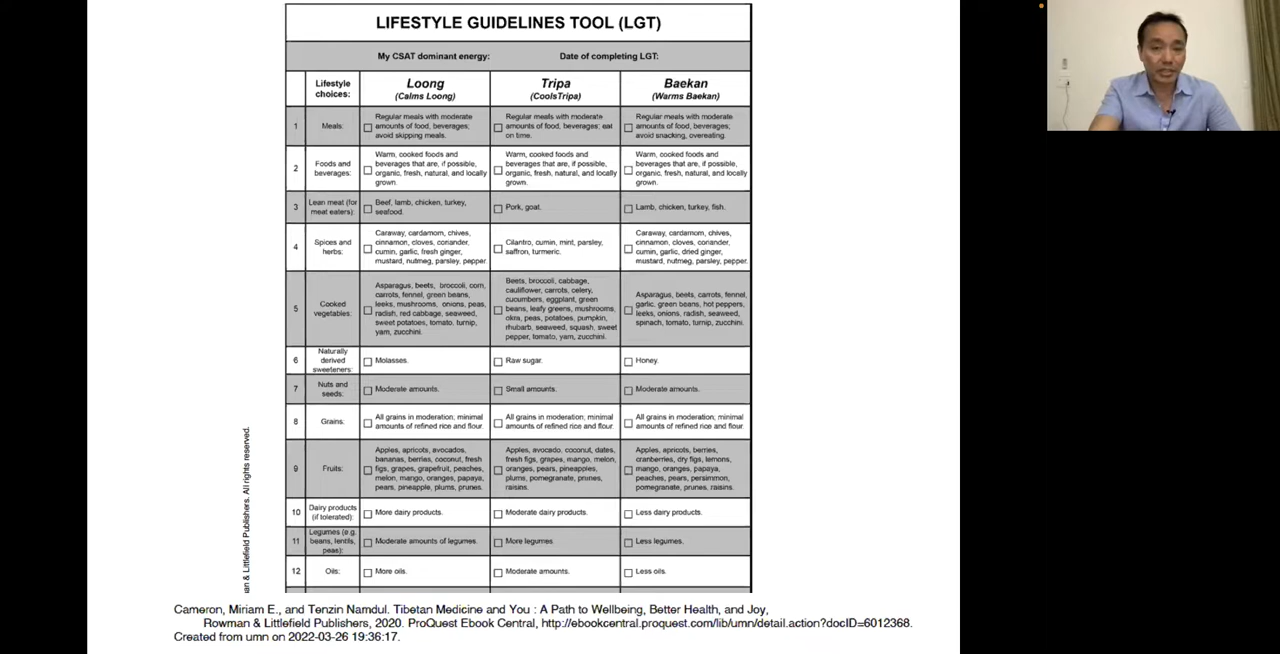 LIFESTYLE GUIDELINES TOOL (LGT)
My CSAT dominant energy: Date of completing LGT:
Lifestyle
choices:
Loong
(Calms Loong)
Tripa
(CoolsTripa)
Baekan
(Warms Baekan)
1
Meals:
Regular meals with moderate
amounts of food, beverages;
avoid skipping meals.
Regular meals with moderate
amounts of food, beverages; eat
on time.
Regular meals with moderate
amounts of food, beverages;
avoid snacking, overeating.
2
Foods and
beverages:
Warm, cooked foods and
beverages that are, if possible,
organic, fresh, natural, and locally
grown.
Warm, cooked foods and
beverages that are, if possible,
organic, fresh, natural, and locally
grown.
Warm, cooked foods and
beverages that are, if possible,
organic, fresh, natural, and locally
grown.
3
Lean meat (for
meat eaters):
Beef, lamb, chicken, turkey,
seafood.
Pork, goat.
Lamb, chicken, turkey, fish.
4
Spices and
herbs:
Caraway, cardamom, chives,
cinnamon, cloves, coriander,
cumin, garlic, fresh ginger,
mustard, nutmeg, parsley, pepper.
Cilantro, cumin, mint, parsley,
saffron, turmeric.
Caraway, cardamom, chives,
cinnamon, cloves, coriander,
cumin, garlic, dried ginger,
mustard, nutmeg, parsley, pepper.
5
Cooked
vegetables:
Asparagus, beets, broccoli, corn,
carrots, fennel, green beans,
leeks, mushrooms, onions, peas,
radish, red cabbage, seaweed,
sweet potatoes, tomato, turnip,
yam, zucchini.
Beets, broccoli, cabbage,
cauliflower, carrots, celery,
cucumbers, eggplant, green
beans, leafy greens, mushrooms,
okra, peas, potatoes, pumpkin,
rhubarb, seaweed, squash, sweet
pepper, tomato, yam, zucchini.
Asparagus, beets, carrots, fennel,
garlic, green beans, hot peppers,
leeks, onions, radish, seaweed,
spinach, tomato, turnip, zucchini.
6
Naturally
derived
sweeteners:
Molasses.
Raw sugar.
Honey.
7
Nuts and
seeds:
Moderate amounts.
Small amounts.
Moderate amounts.
8
Grains:
All grains in moderation; minimal
amounts of refined rice and flour.
All grains in moderation; minimal
amounts of refined rice and flour.
All grains in moderation; minimal
amounts of refined rice and flour.
9
Fruits:
Apples, apricots, avocados,
bananas, berries, coconut, fresh
figs, grapes, grapefruit, peaches,
melon, mango, oranges, papaya,
pears, pineapple, plums, prunes.
Apples, avocado, coconut, dates,
fresh figs, grapes, mango, melon,
oranges, pears, pineapples,
plums, pomegranate, prunes,
raisins.
Apples, apricots, berries,
cranberries, dry figs, lemons,
mango, oranges, papaya,
peaches, pears, persimmon,
pomegranate, prunes, raisins.
10
Dairy products
(if tolerated):
More dairy products.
Moderate dairy products.
Less dairy products.
11
Legumes (e.g.
beans, lentils,
peas):
Moderate amounts of legumes.
More legumes.
Less legumes.
12
Oils:
More oils.
Moderate amounts.
Less oils.
an & Littlefield Publishers. All rights reserved.
Cameron, Miriam E., and Tenzin Namdul. Tibetan Medicine and You : A Path to Wellbeing, Better Health, and Joy,
Rowman & Littlefield Publishers, 2020. ProQuest Ebook Central, http://ebookcentral.proquest.com/lib/umn/detail.action?docID=6012368.
Created from umn on 2022-03-26 19:36:17.